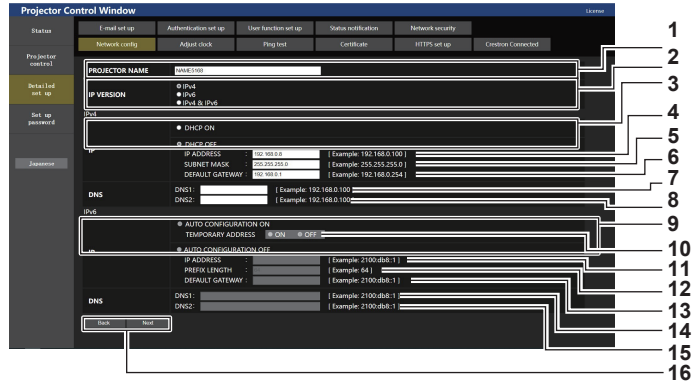 Projector Control Window
License
Status
Projector
control
Detailed
set up
Set up
password
Japanese
E-mail set up
Authentication set up
User function set up
Status notification
Network security
Network config
Adjust clock
Ping test
Certificate
HTTPS set up
Crestron Connected
PROJECTOR NAME
NAME5168
IP VERSION
IPv4
IPv6
IPv4 & IPv6
IPv4
IP
DHCP ON
DHCP OFF
IP ADDRESS : 192.168.0.8 [ Example: 192.168.0.100 ]
SUBNET MASK : 255.255.255.0 [ Example: 255.255.255.0 ]
DEFAULT GATEWAY : 192.168.0.1 [ Example: 192.168.0.254 ]
DNS
DNS1: [ Example: 192.168.0.100
DNS2: [ Example: 192.168.0.100
IPv6
IP
AUTO CONFIGURATION ON
TEMPORARY ADDRESS ON OFF
AUTO CONFIGURATION OFF
IP ADDRESS : [ Example: 2100:db8::1 ]
PREFIX LENGTH : [ Example: 64 ]
DEFAULT GATEWAY : [ Example: 2100:db8::1 ]
DNS
DNS1: [ Example: 2100:db8::1 ]
DNS2: [ Example: 2100:db8::1 ]
Back
Next
1
2
3
4
5
6
7
8
9
10
11
12
13
14
15
16